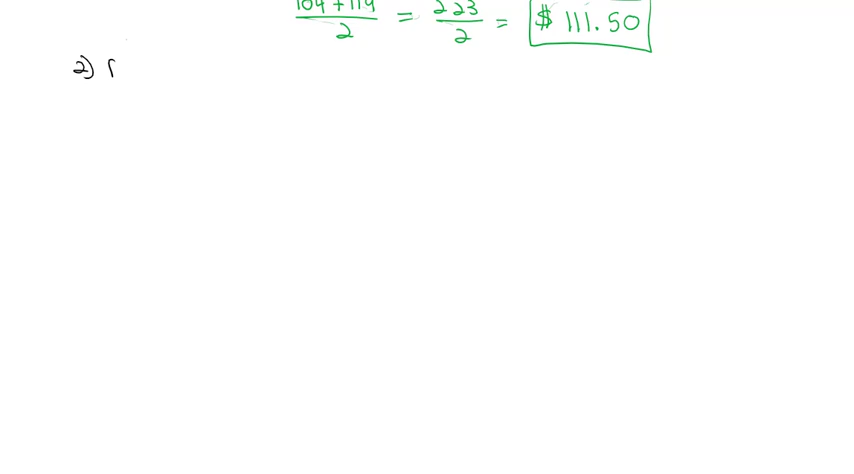 104 + 119 / 2 = 223 / 2 = $ 111.50
2)